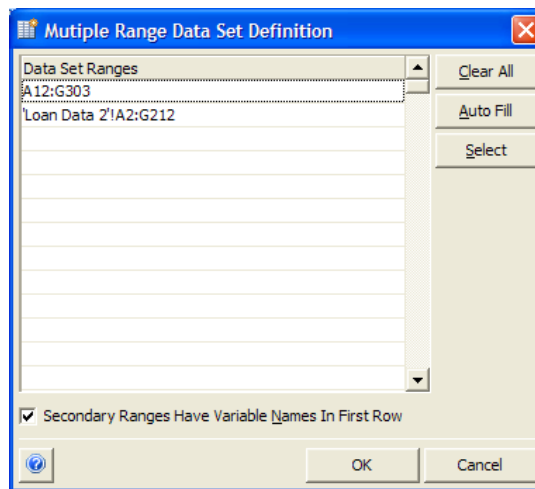 Mutiple Range Data Set Definition
Data Set Ranges
A12:G303
'Loan Data 2'!A2:G212
Clear All
Auto Fill
Select
Secondary Ranges Have Variable Names In First Row
OK
Cancel